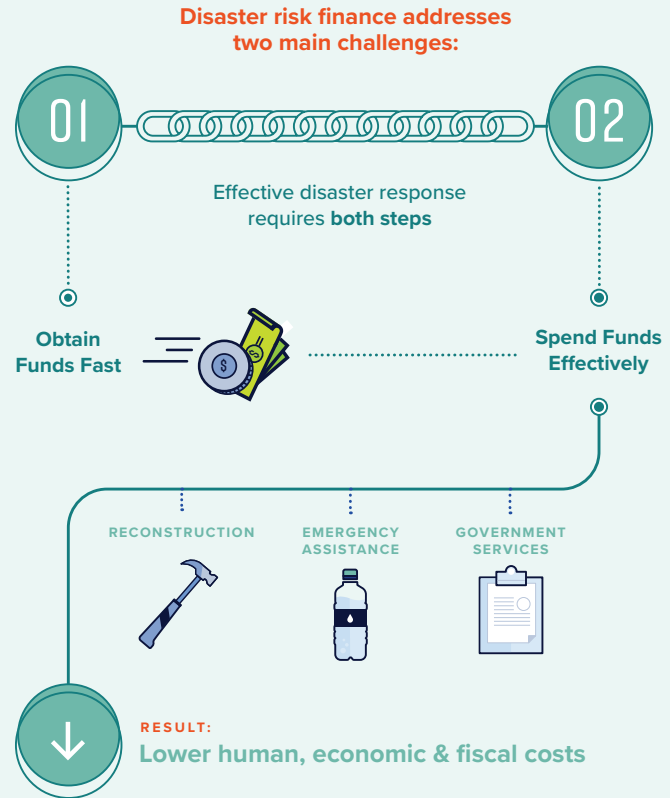 Disaster risk finance addresses
two main challenges:
01
02
Effective disaster response
requires both steps
Obtain
Funds Fast
$
$
Spend Funds
Effectively
RECONSTRUCTION
EMERGENCY
ASSISTANCE
GOVERNMENT
SERVICES
RESULT:
Lower human, economic & fiscal costs